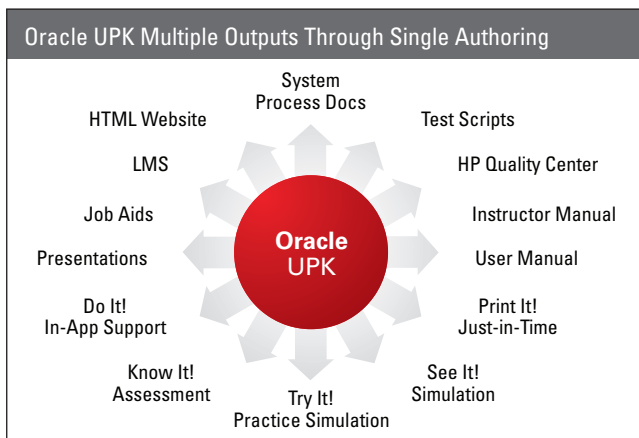 Oracle UPK Multiple Outputs Through Single Authoring
System
Process Docs
HTML Website
Test Scripts
LMS
HP Quality Center
Job Aids
Instructor Manual
Oracle
UPK
Presentations
User Manual
Do It!
In-App Support
Print It!
Just-in-Time
Know It!
Assessment
Try It!
Practice Simulation
See It!
Simulation